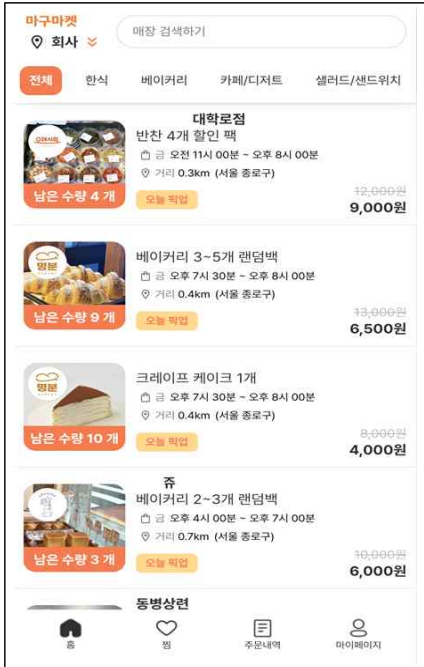 마구마켓
회사
매장 검색하기
전체 한식 베이커리 카페/디저트 샐러드/샌드위치
대학로점
반찬 4개 할인 팩
금 오전 11시 00분 ~ 오후 8시 00분
거리 0.3km (서울 종로구)
남은 수량 4 개
오늘 픽업
12,000원
9,000원
명분
베이커리 3~5개 랜덤백
금 오후 7시 30분 ~ 오후 8시 00분
거리 0.4km (서울 종로구)
남은 수량 9 개
오늘 픽업
13,000원
6,500원
명분
크레이프 케이크 1개
금 오후 7시 30분 ~ 오후 8시 00분
거리 0.4km (서울 종로구)
남은 수량 10 개
오늘 픽업
8,000원
4,000원
쥬
베이커리 2~3개 랜덤백
금 오후 4시 00분 ~ 오후 7시 00분
거리 0.7km (서울 종로구)
남은 수량 3 개
오늘 픽업
10,000원
6,000원
동병상련
홈 찜 주문내역 마이페이지